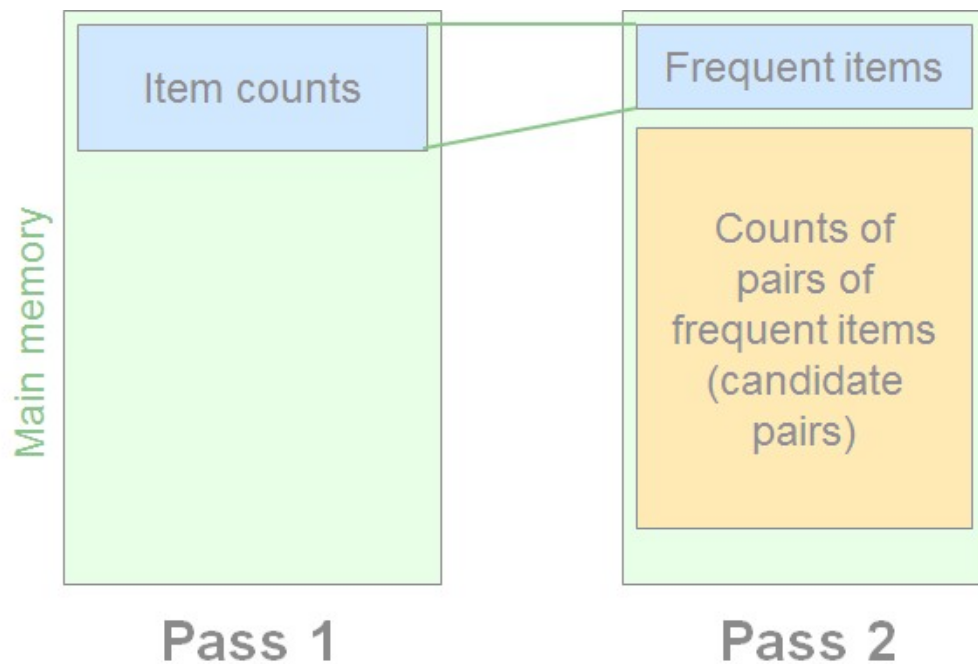 Main memory
Item counts
Frequent items
Counts of
pairs of
frequent items
(candidate
pairs)
Pass 1
Pass 2